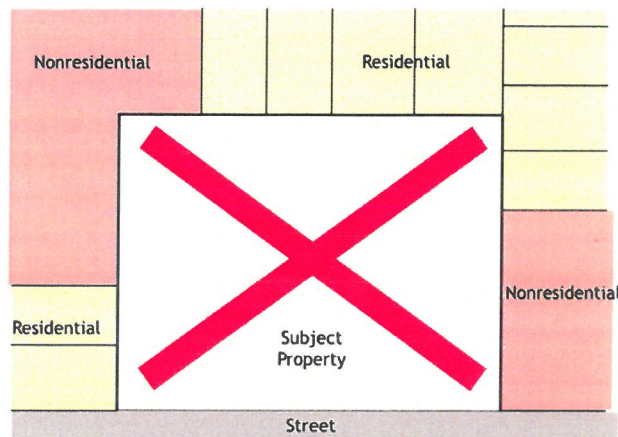 Nonresidential
Residential
Nonresidential
Residential
Subject
Property
Street